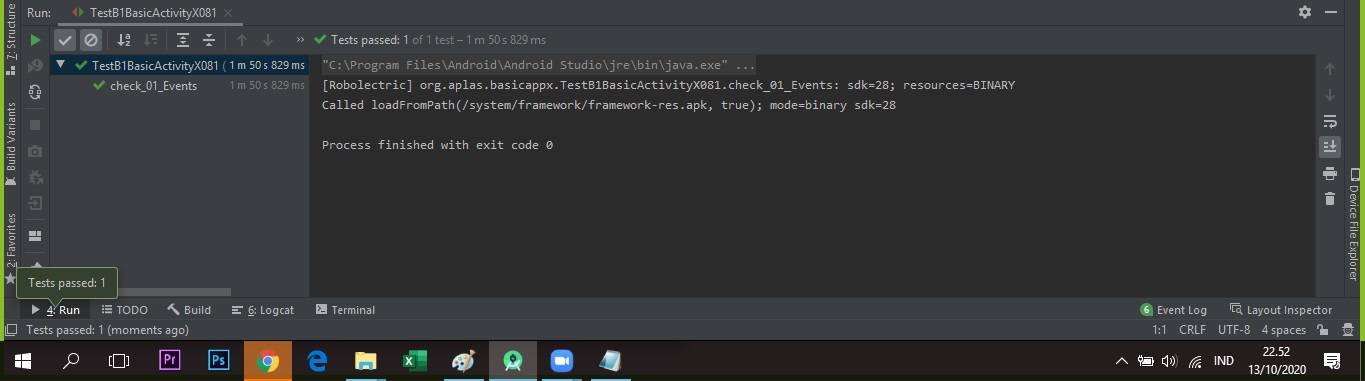 Run: TestB1BasicActivityX081
Tests passed: 1 of 1 test – 1 m 50 s 829 ms
TestB1BasicActivityX081 ( 1 m 50 s 829 ms
check_01_Events 1 m 50 s 829 ms
"C:\Program Files\Android\Android Studio\jre\bin\java.exe" ...
[Robolectric] org.aplas.basicappx.TestB1BasicActivityX081.check_01_Events: sdk=28; resources=BINARY
Called loadFromPath(/system/framework/framework-res.apk, true); mode=binary sdk=28
Process finished with exit code 0
Z: Structure
Build Variants
2: Favorites
Device File Explorer
Tests passed: 1
4: Run TODO Build 6: Logcat Terminal
6 Event Log Layout Inspector
Tests passed: 1 (moments ago)
1:1 CRLF UTF-8 4 spaces
Pr Ps
IND
22.52
13/10/2020